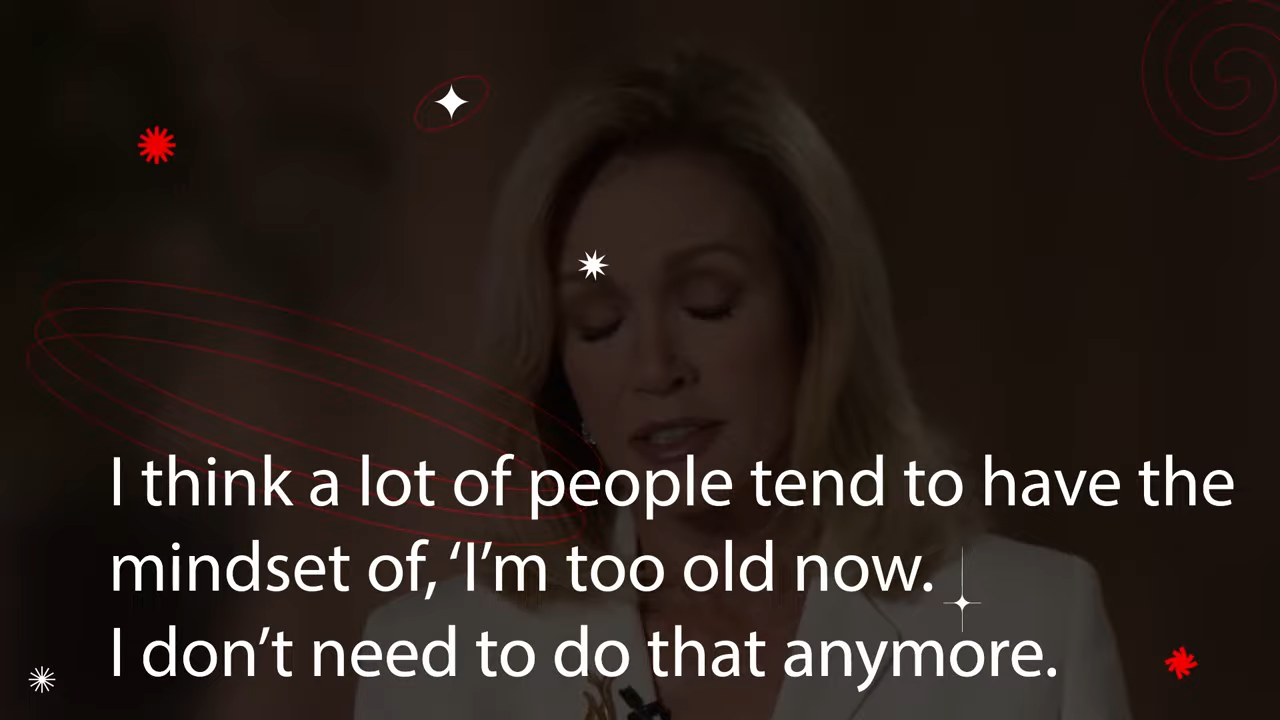 I think a lot of people tend to have the
mindset of, ‘I’m too old now.
I don’t need to do that anymore.